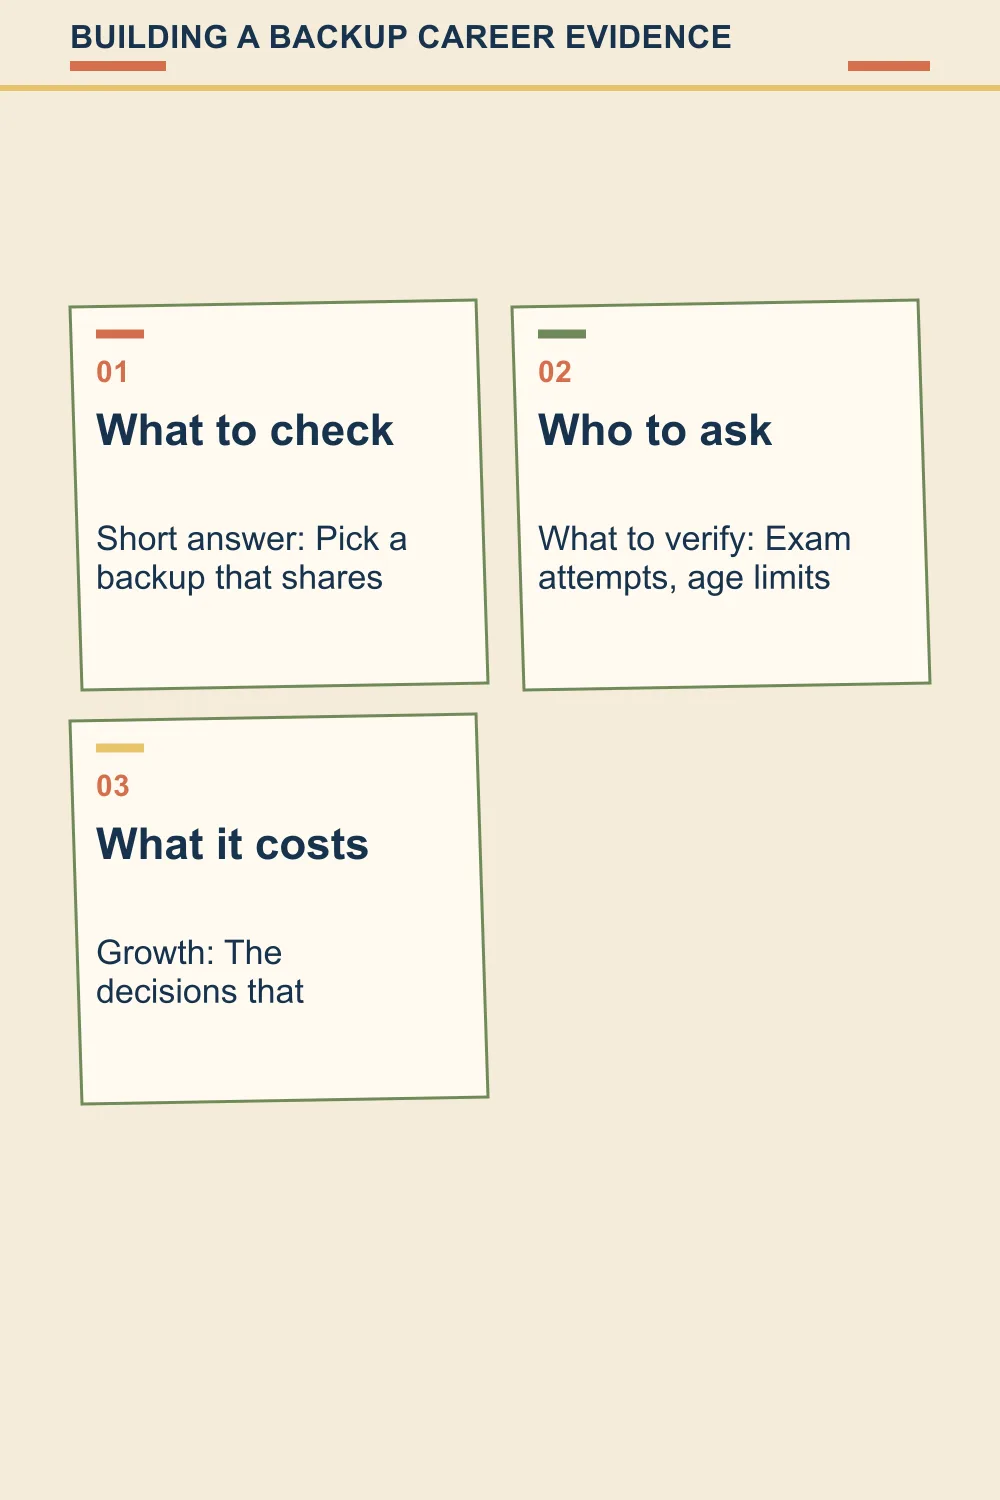 BUILDING A BACKUP CAREER EVIDENCE
01
What to check
Short answer: Pick a
backup that shares
02
Who to ask
What to verify: Exam
attempts, age limits
03
What it costs
Growth: The
decisions that